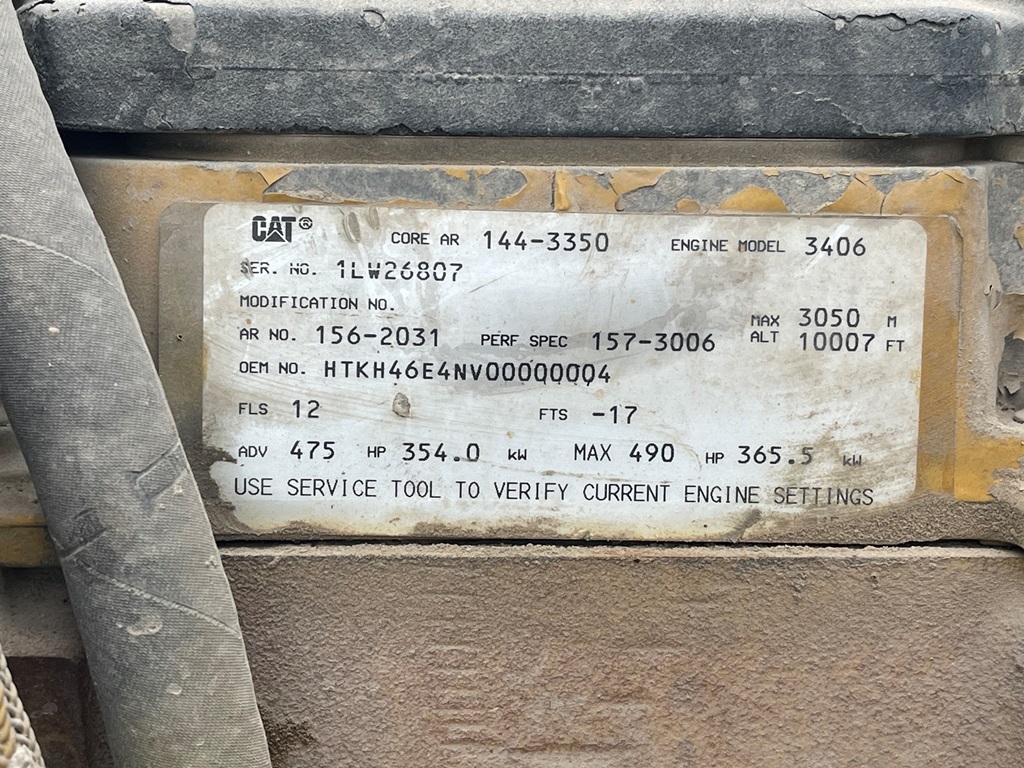 CAT® CORE AR 144-3350 ENGINE MODEL 3406
SER. NO. 1LW26807
MODIFICATION NO.
AR NO. 156-2031 PERF SPEC 157-3006 MAX ALT 3050 M 10007 FT
OEM NO. HTKH46E4NV00000004
FLS 12 FTS -17
ADV 475 HP 354.0 kW MAX 490 HP 365.5 kW
USE SERVICE TOOL TO VERIFY CURRENT ENGINE SETTINGS